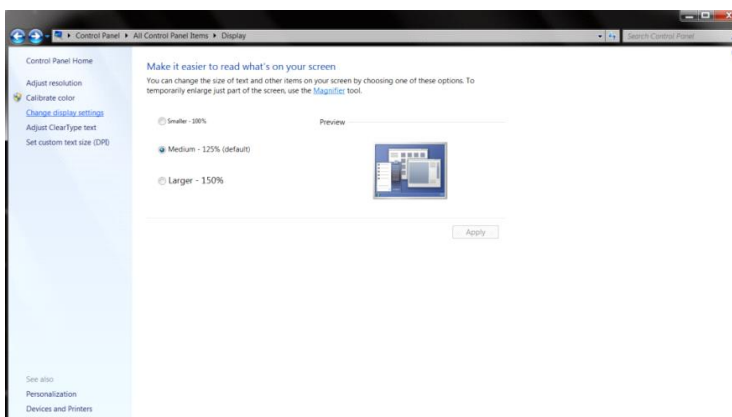 Control Panel ▸ All Control Panel Items ▸ Display
Search Control Panel
Control Panel Home
Adjust resolution
Calibrate color
Change display settings
Adjust ClearType text
Set custom text size (DPI)
See also
Personalization
Devices and Printers
Make it easier to read what's on your screen
You can change the size of text and other items on your screen by choosing one of these options. To
temporarily enlarge just part of the screen, use the Magnifier tool.
Smaller - 100%
Preview
Medium - 125% (default)
Larger - 150%
Apply